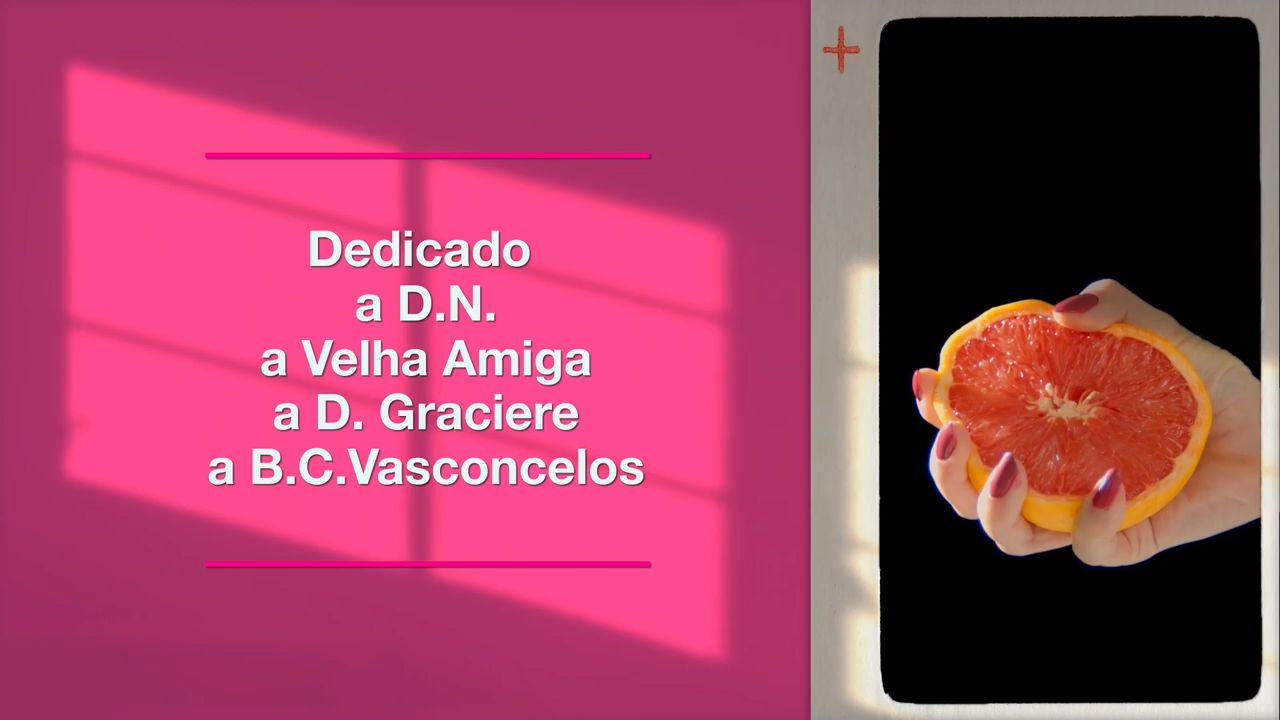 Dedicado
a D.N.
a Velha Amiga
a D. Graciere
a B.C.Vasconcelos